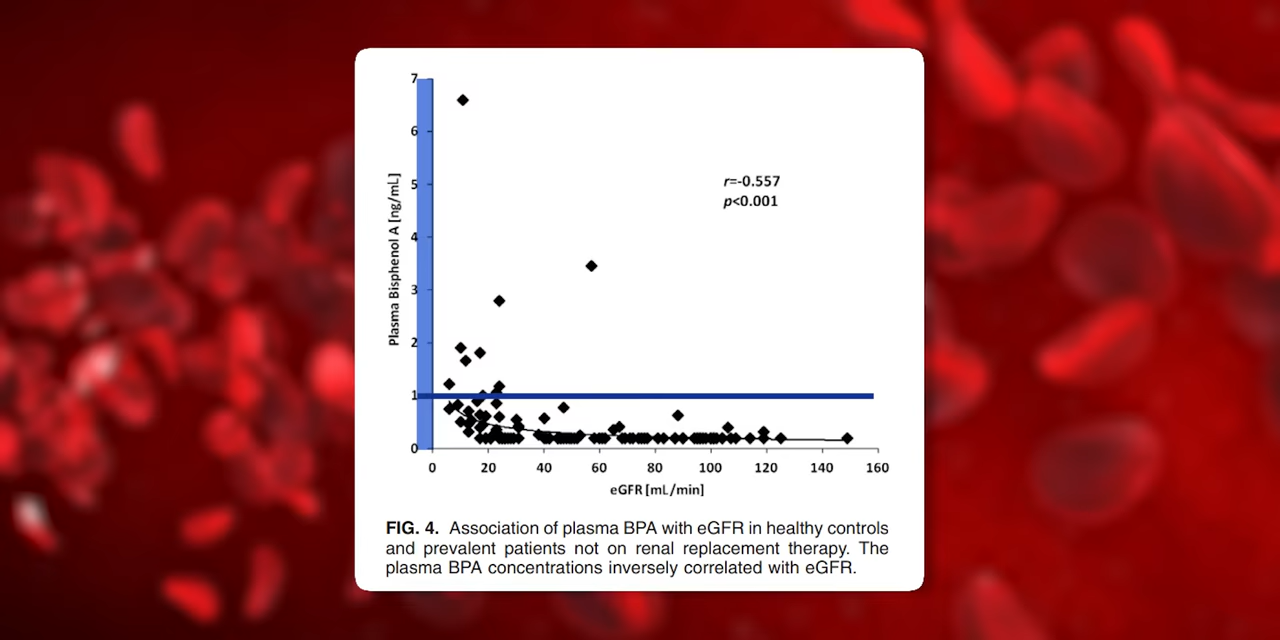 7
6
5
4
3
2
1
0
Plasma Bisphenol A [ng/mL]
r=-0.557
p<0.001
0 20 40 60 80 100 120 140 160
eGFR [mL/min]
FIG. 4. Association of plasma BPA with eGFR in healthy controls
and prevalent patients not on renal replacement therapy. The
plasma BPA concentrations inversely correlated with eGFR.